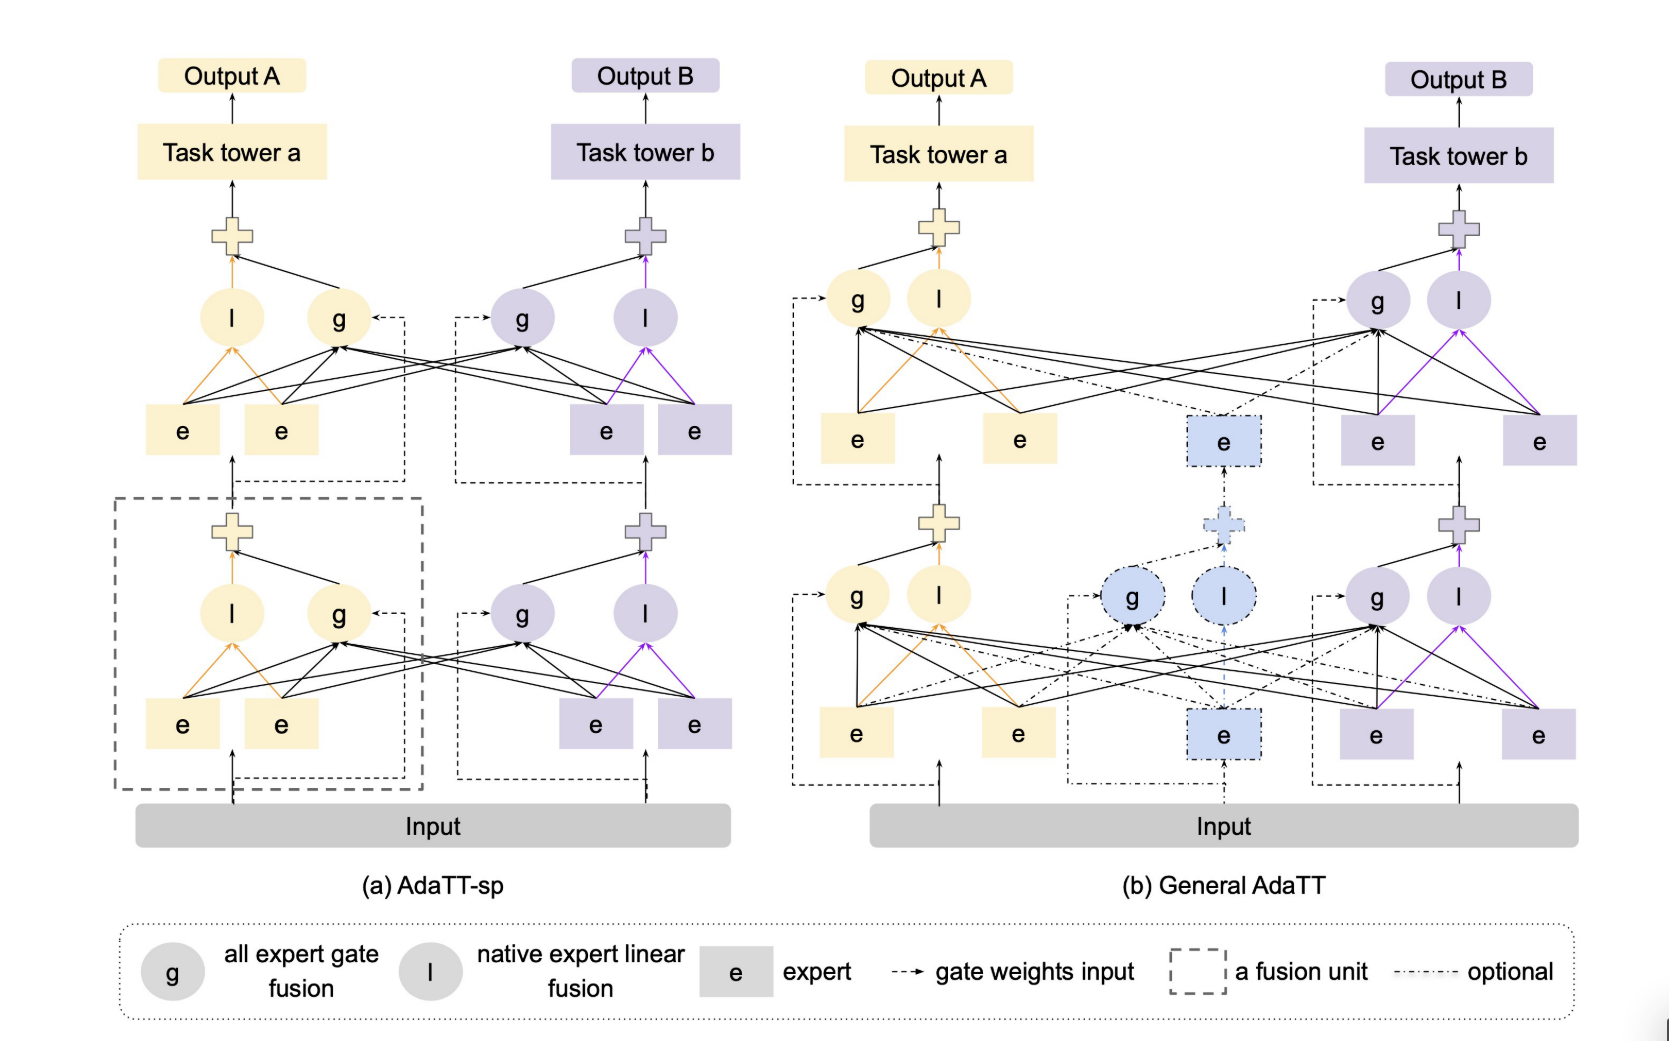 Output A
Output B
Task tower a
Task tower b
l
g
g
l
e
e
e
e
l
g
g
l
e
e
e
e
Input
(a) AdaTT-sp
Output A
Output B
Task tower a
Task tower b
g
l
g
l
e
e
e
e
e
g
l
g
l
g
l
e
e
e
e
e
Input
(b) General AdaTT
g
all expert gate
fusion
l
native expert linear
fusion
e
expert
gate weights input
a fusion unit
optional